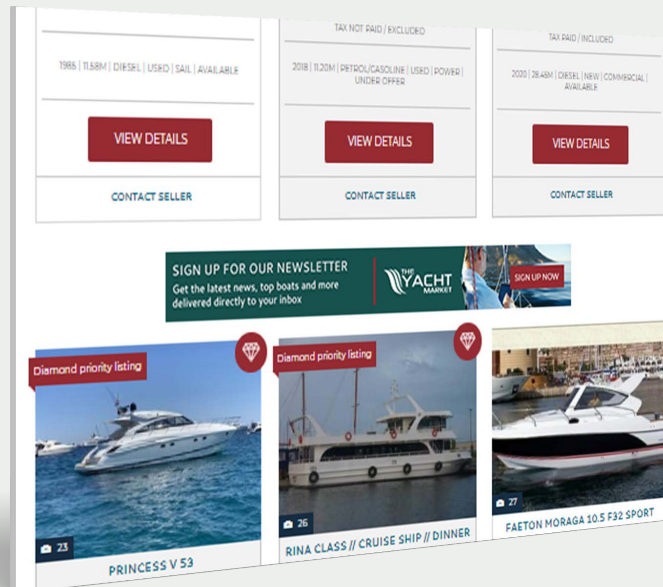 TAX NOT PAID / EXCLUDED
TAX PAID / INCLUDED
1986 | 11.58M | DIESEL | USED | SAIL | AVAILABLE
2018 | 11.20M | PETROL/GASOLINE | USED | POWER |
UNDER OFFER
2020 | 28.45M | DIESEL | NEW | COMMERCIAL |
AVAILABLE
VIEW DETAILS
VIEW DETAILS
VIEW DETAILS
CONTACT SELLER
CONTACT SELLER
CONTACT SELLER
SIGN UP FOR OUR NEWSLETTER
Get the latest news, top boats and more
delivered directly to your inbox
THE
YACHT
MARKET
SIGN UP NOW
Diamond priority listing
Diamond priority listing
23
26
27
PRINCESS V 53
RINA CLASS // CRUISE SHIP // DINNER
FAETON MORAGA 10.5 F32 SPORT